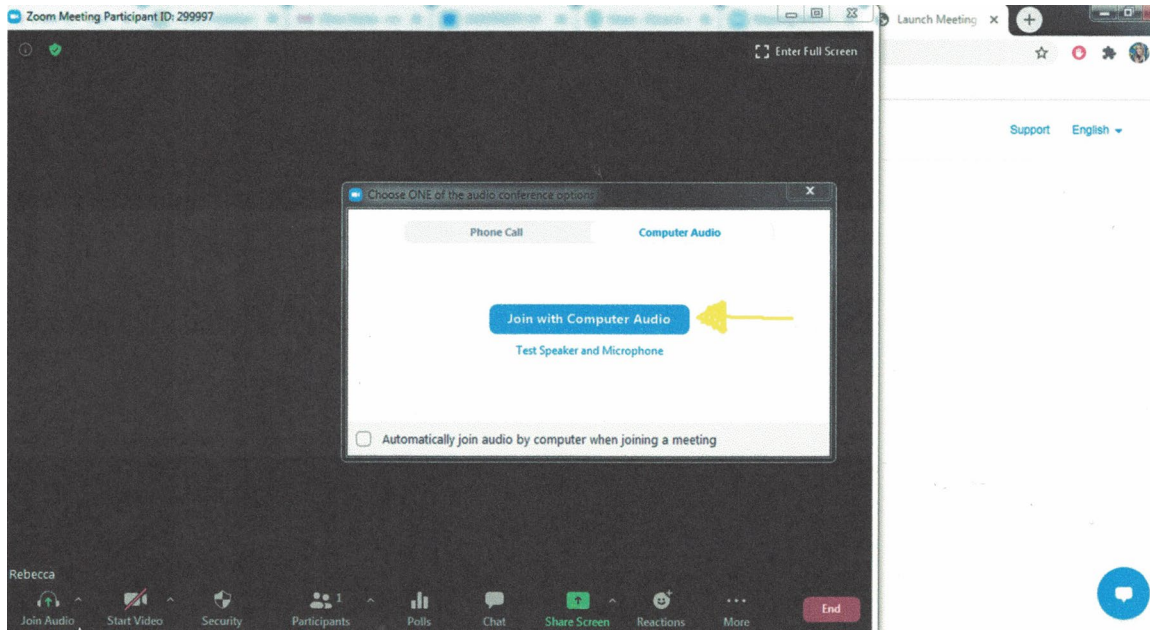 Zoom Meeting Participant ID: 299997
Launch Meeting
Enter Full Screen
Support English
Choose ONE of the audio conference options
Phone Call Computer Audio
Join with Computer Audio
Test Speaker and Microphone
Automatically join audio by computer when joining a meeting
Rebecca
1
Join Audio Start Video Security Participants Polls Chat Share Screen Reactions More End